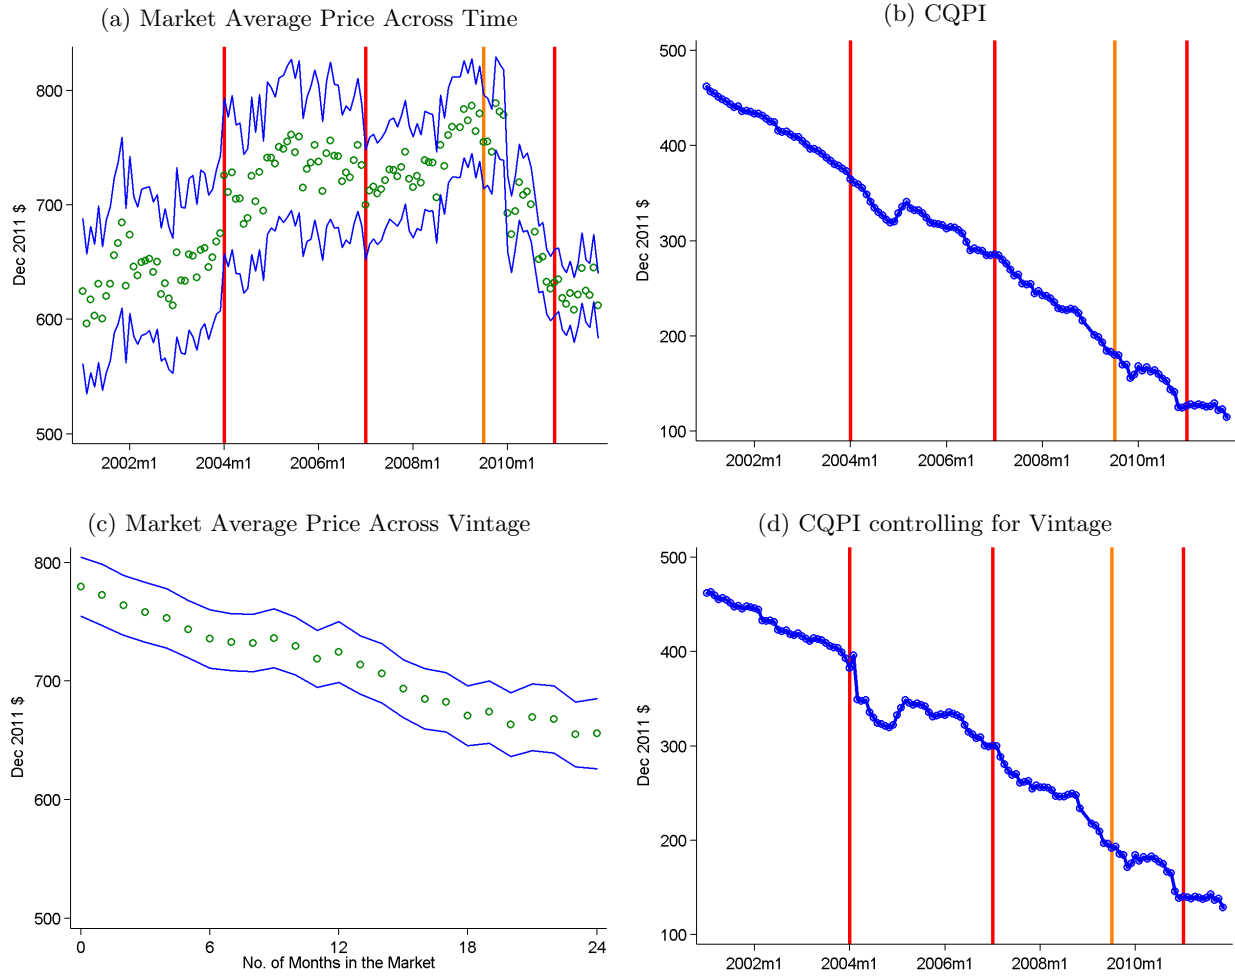 (a) Market Average Price Across Time
Dec 2011 $
800
700
600
500
2002m1 2004m1 2006m1 2008m1 2010m1
(b) CQPI
Dec 2011 $
500
400
300
200
100
2002m1 2004m1 2006m1 2008m1 2010m1
(c) Market Average Price Across Vintage
Dec 2011 $
800
700
600
500
0 6 12 18 24
No. of Months in the Market
(d) CQPI controlling for Vintage
Dec 2011 $
500
400
300
200
100
2002m1 2004m1 2006m1 2008m1 2010m1